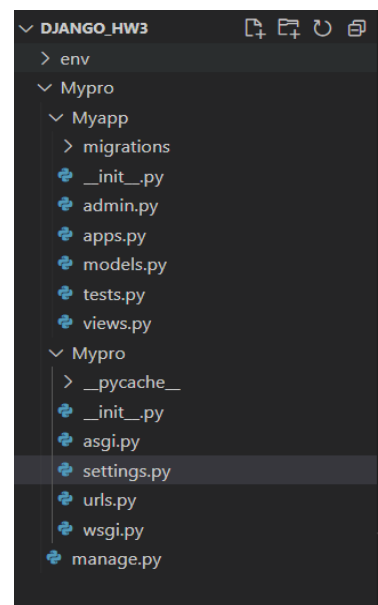 DJANGO_HW3
env
Mypro
Myapp
migrations
__init__.py
admin.py
apps.py
models.py
tests.py
views.py
Mypro
__pycache__
__init__.py
asgi.py
settings.py
urls.py
wsgi.py
manage.py